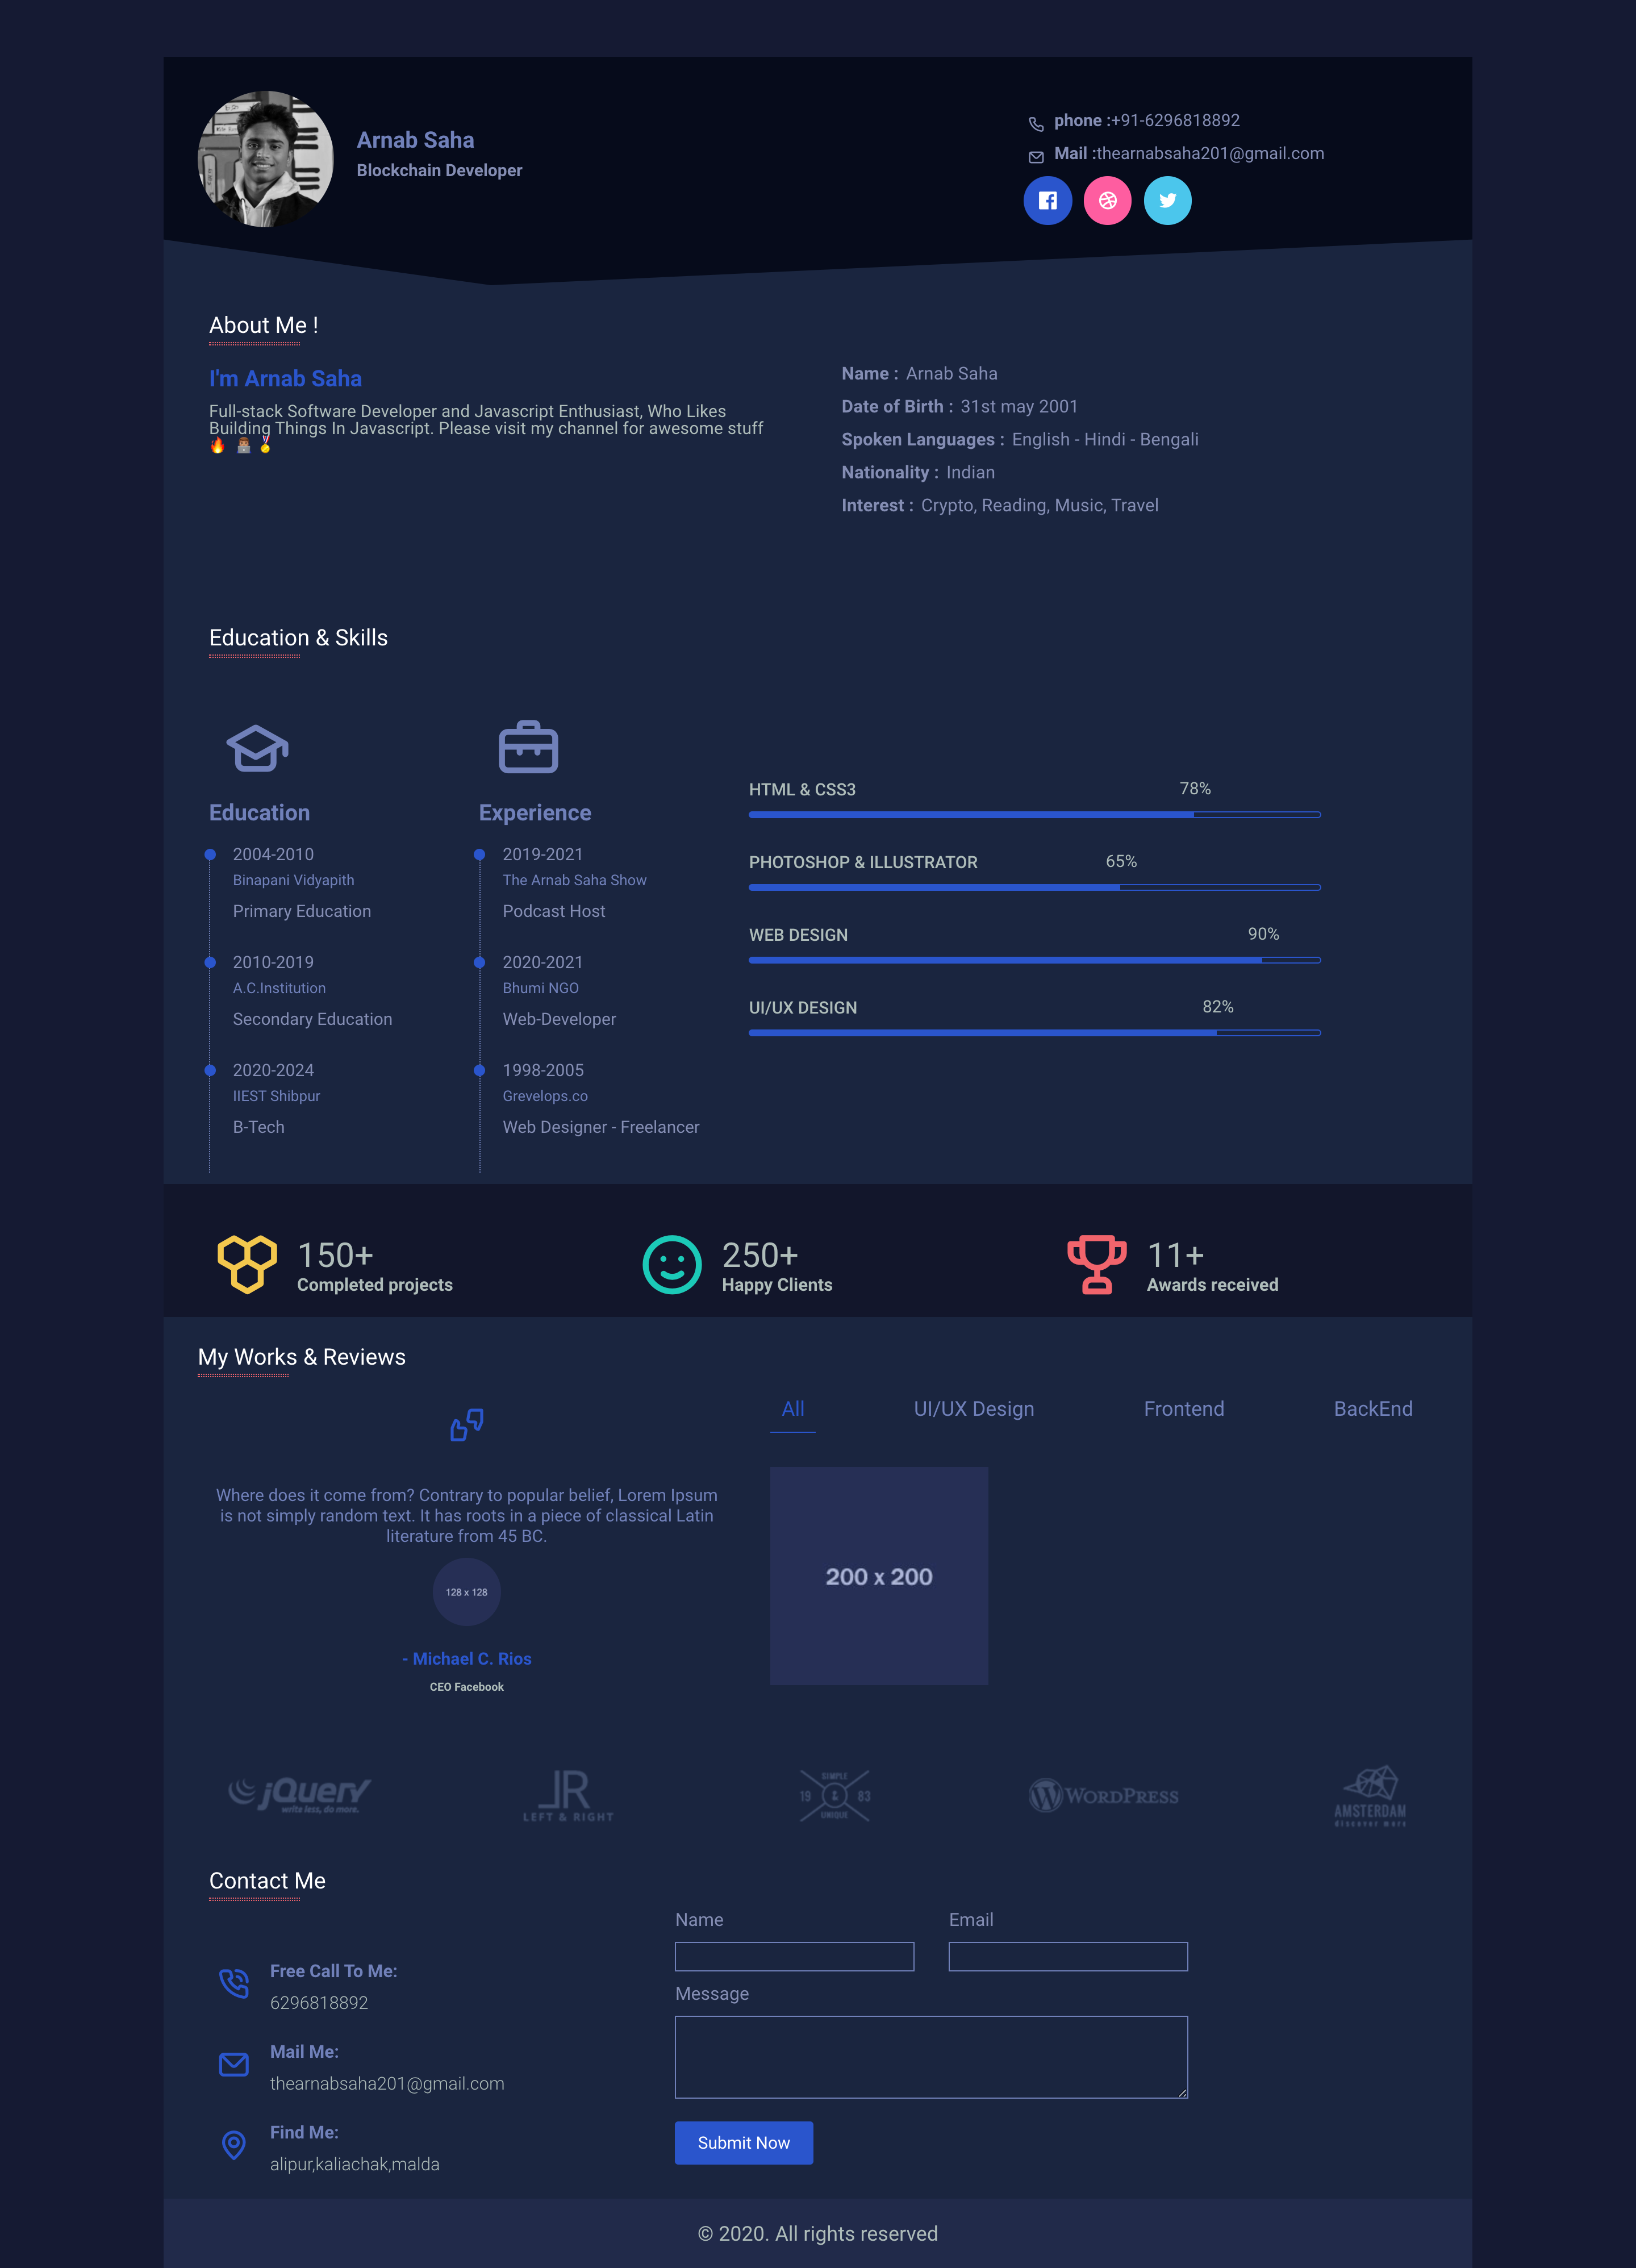 Arnab Saha
Blockchain Developer
phone :+91-6296818892
Mail :thearnabsaha201@gmail.com
About Me !
I'm Arnab Saha
Full-stack Software Developer and Javascript Enthusiast, Who Likes
Building Things In Javascript. Please visit my channel for awesome stuff
🔥 👨🏽‍💻🏅
Name : Arnab Saha
Date of Birth : 31st may 2001
Spoken Languages : English - Hindi - Bengali
Nationality : Indian
Interest : Crypto, Reading, Music, Travel
Education & Skills
Education
2004-2010
Binapani Vidyapith
Primary Education
2010-2019
A.C.Institution
Secondary Education
2020-2024
IIEST Shibpur
B-Tech
Experience
2019-2021
The Arnab Saha Show
Podcast Host
2020-2021
Bhumi NGO
Web-Developer
1998-2005
Grevelops.co
Web Designer - Freelancer
HTML & CSS3 78%
PHOTOSHOP & ILLUSTRATOR 65%
WEB DESIGN 90%
UI/UX DESIGN 82%
150+
Completed projects
250+
Happy Clients
11+
Awards received
My Works & Reviews
Where does it come from? Contrary to popular belief, Lorem Ipsum
is not simply random text. It has roots in a piece of classical Latin
literature from 45 BC.
128 x 128
- Michael C. Rios
CEO Facebook
All UI/UX Design Frontend BackEnd
200 x 200
jQuery
write less, do more.
LR
LEFT & RIGHT
SIMPLE
19 & 83
UNIQUE
WORDPRESS
AMSTERDAM
discover more
Contact Me
Free Call To Me:
6296818892
Mail Me:
thearnabsaha201@gmail.com
Find Me:
alipur,kaliachak,malda
Name Email
Message
Submit Now
© 2020. All rights reserved